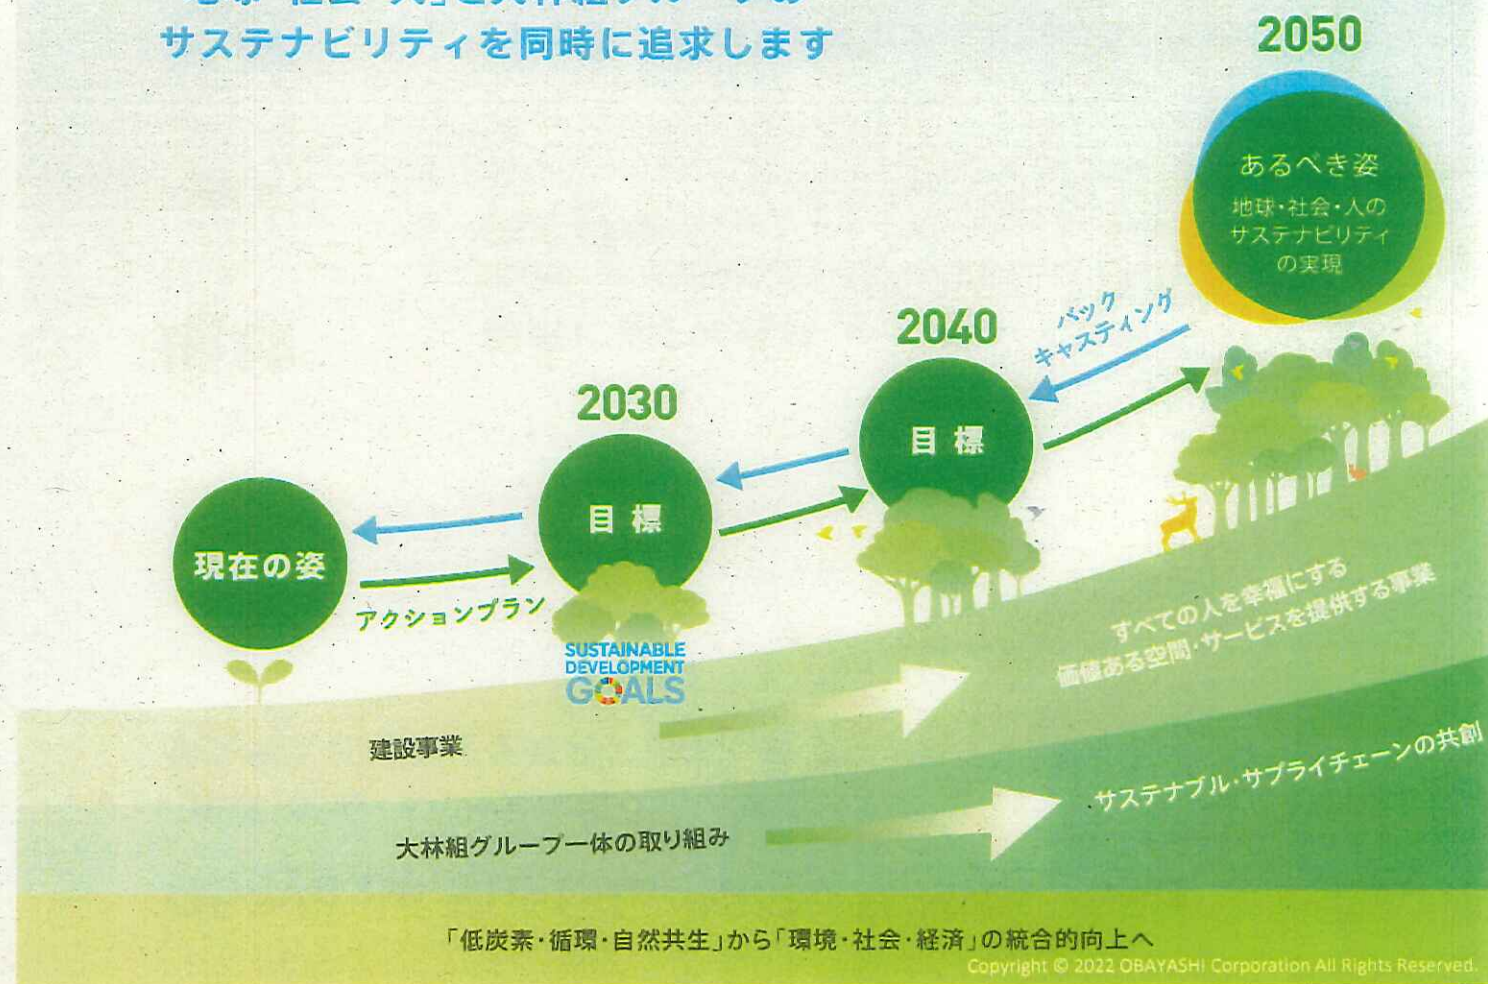 サステナビリティを同時に追求します
2050
あるべき姿
地球・社会・人の
サステナビリティ
の実現
バック
キャスティング
2040
目標
2030
目標
現在の姿
アクションプラン
SUSTAINABLE
DEVELOPMENT
GOALS
すべての人を幸福にする
価値ある空間・サービスを提供する事業
建設事業
サステナブル・サプライチェーンの共創
大林組グループ一体の取り組み
「低炭素・循環・自然共生」から「環境・社会・経済」の統合的向上へ
Copyright © 2022 OBAYASHI Corporation All Rights Reserved.